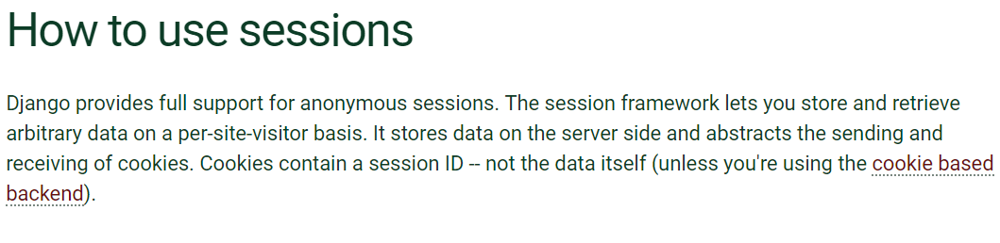 How to use sessions
Django provides full support for anonymous sessions. The session framework lets you store and retrieve
arbitrary data on a per-site-visitor basis. It stores data on the server side and abstracts the sending and
receiving of cookies. Cookies contain a session ID -- not the data itself (unless you're using the cookie based
backend).